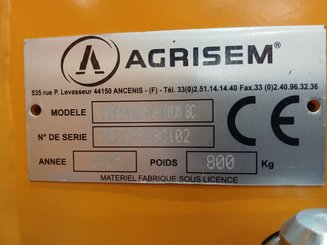 AGRISEM®
535 rue P. Levasseur 44150 ANCENIS - (F) - Tél. 33(0)2.51.14.14.40 Fax.33 (0)2.40.96.32.36
MODELE BC
N° DE SERIE
CE
ANNEE POIDS 800 Kg
MATERIEL FABRIQUE SOUS LICENCE